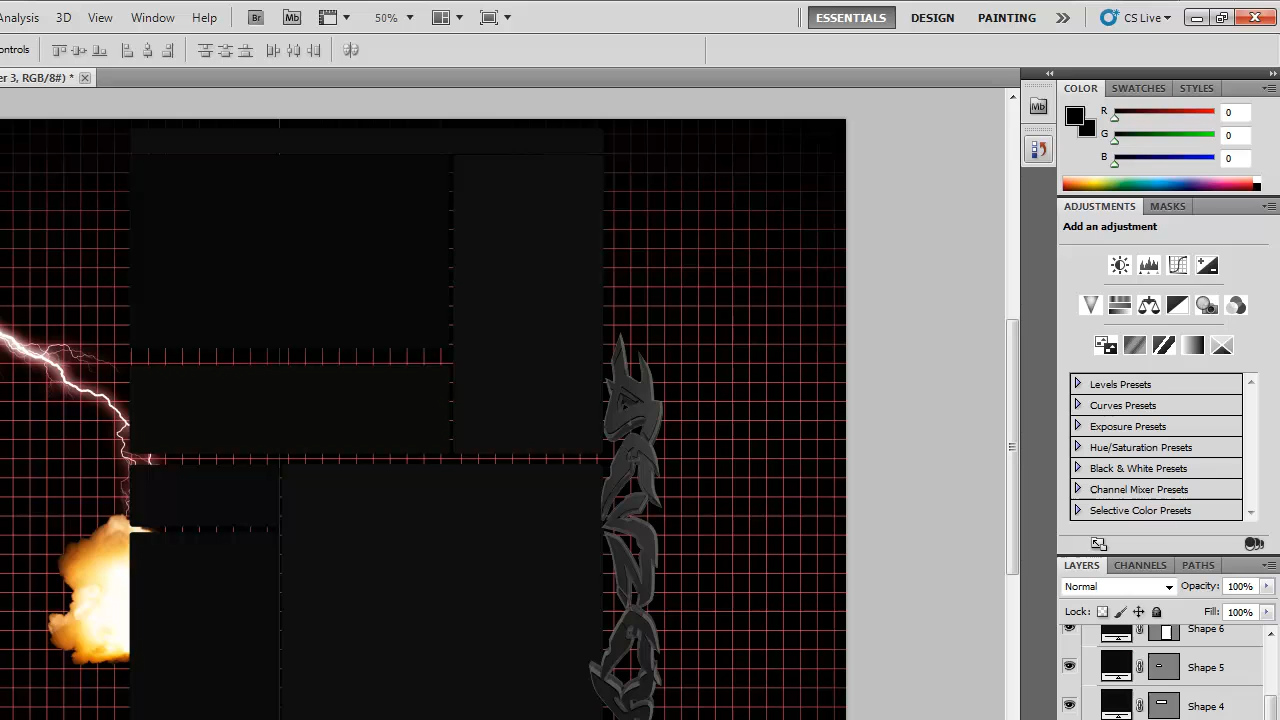 Analysis View Window Help Br Mb 50% ESSENTIALS DESIGN PAINTING CS Live
ontrols
er 3, RGB/8#) *
COLOR SWATCHES STYLES
Mb
R 0
G 0
B 0
ADJUSTMENTS MASKS
Add an adjustment
Levels Presets
Curves Presets
Exposure Presets
Hue/Saturation Presets
Black & White Presets
Channel Mixer Presets
Selective Color Presets
LAYERS CHANNELS PATHS
Normal Opacity: 100%
Lock: Fill: 100%
Shape 6
Shape 5
Shape 4